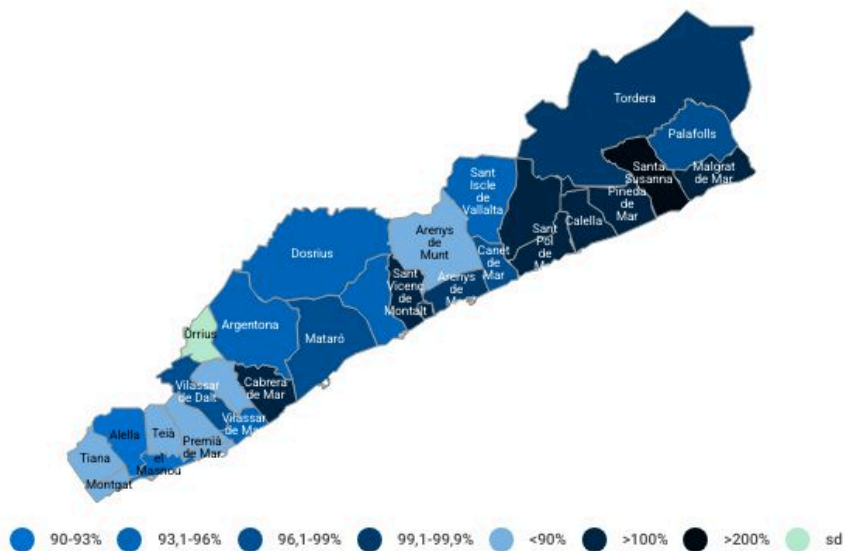 Tordera
Palafolls
Santa
Susanna
Malgrat
de Mar
Pineda
de
Mar
Calella
Sant
Pol
de
M
Sant
Iscle
de
Vallalta
Canet
de
Mar
Arenys
de
Munt
Arenys
de
M
Sant
Vicenç
de
Montalt
Dosrius
Argentona
Òrrius
Mataró
Cabrera
de Mar
Vilassar
de Dalt
Vilassar
de Mar
Premià
de Mar
Teià
el
Masnou
Alella
Tiana
Montgat
90-93% 93,1-96% 96,1-99% 99,1-99,9% <90% >100% >200% sd